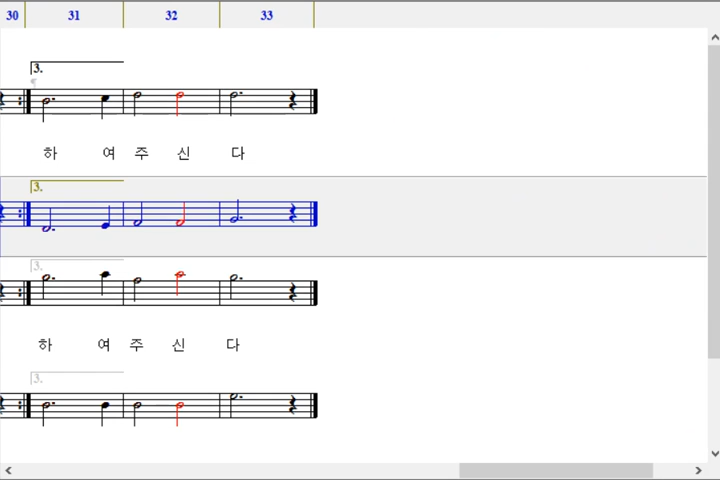 30 31 32 33
3.
하 여 주 신 다
3.
3.
하 여 주 신 다
3.